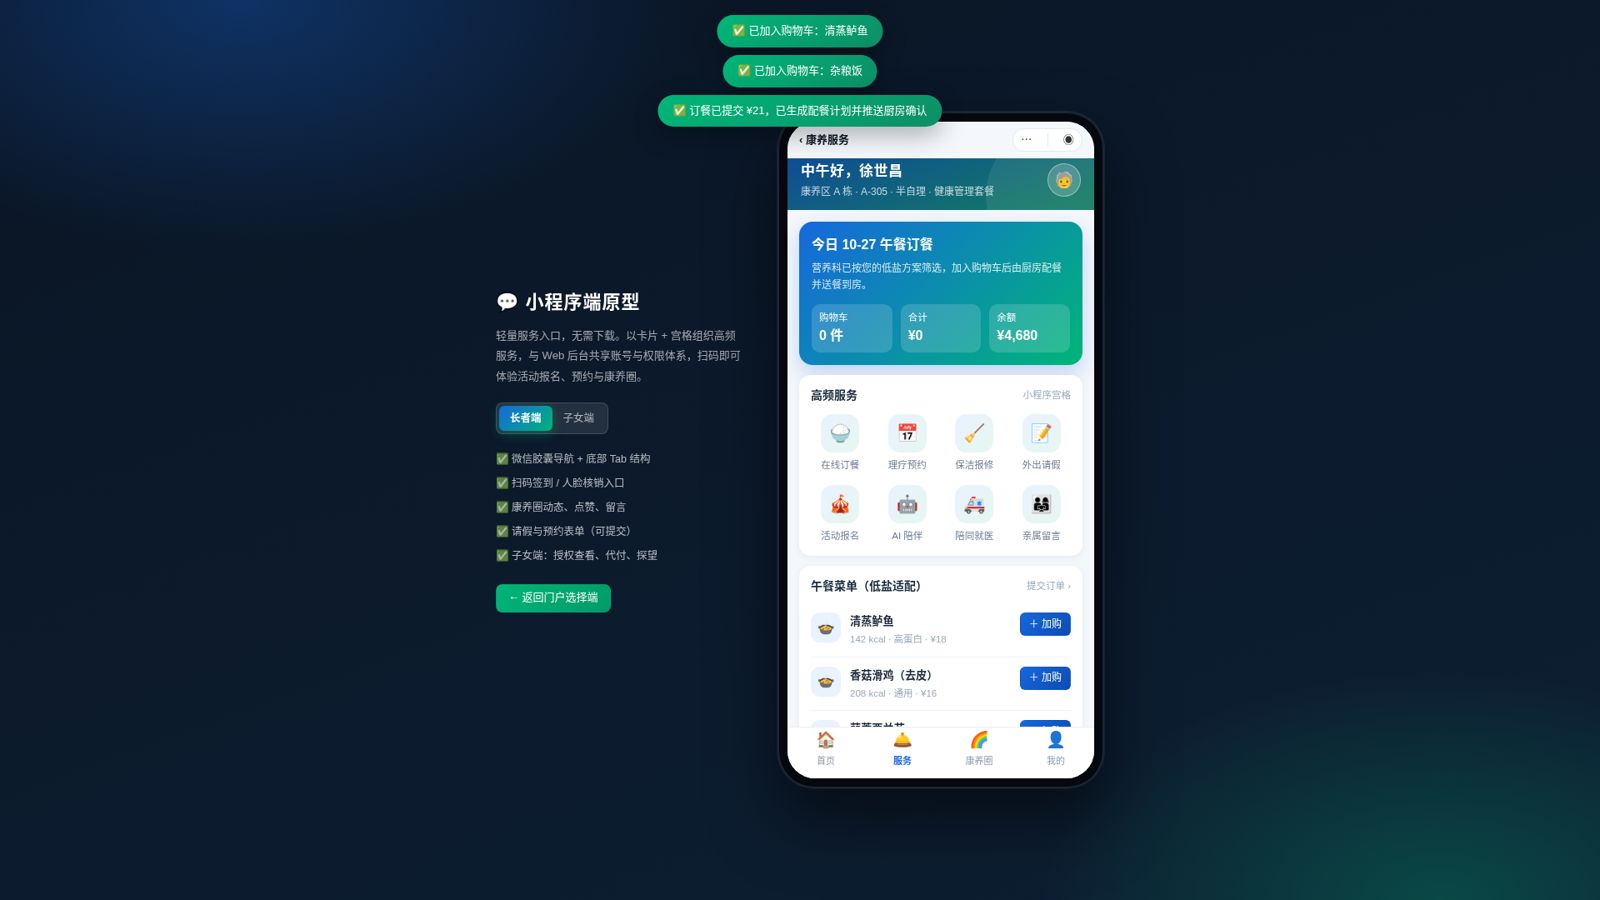 ✅ 已加入购物车：清蒸鲈鱼
✅ 已加入购物车：杂粮饭
✅ 订餐已提交 ¥21，已生成配餐计划并推送厨房确认
💬 小程序端原型
轻量服务入口，无需下载。以卡片 + 宫格组织高频
服务，与 Web 后台共享账号与权限体系，扫码即可
体验活动报名、预约与康养圈。
长者端 子女端
✅ 微信胶囊导航 + 底部 Tab 结构
✅ 扫码签到 / 人脸核销入口
✅ 康养圈动态、点赞、留言
✅ 请假与预约表单（可提交）
✅ 子女端：授权查看、代付、探望
← 返回门户选择端
‹ 康养服务 ··· ◉
中午好，徐世昌
康养区 A 栋 · A-305 · 半自理 · 健康管理套餐
今日 10-27 午餐订餐
营养科已按您的低盐方案筛选，加入购物车后由厨房配餐
并送餐到房。
购物车 合计 余额
0 件 ¥0 ¥4,680
高频服务 小程序宫格
在线订餐 理疗预约 保洁报修 外出请假
活动报名 AI 陪伴 陪同就医 亲属留言
午餐菜单（低盐适配） 提交订单 ›
清蒸鲈鱼 ＋ 加购
142 kcal · 高蛋白 · ¥18
香菇滑鸡（去皮） ＋ 加购
208 kcal · 通用 · ¥16
首页 服务 康养圈 我的